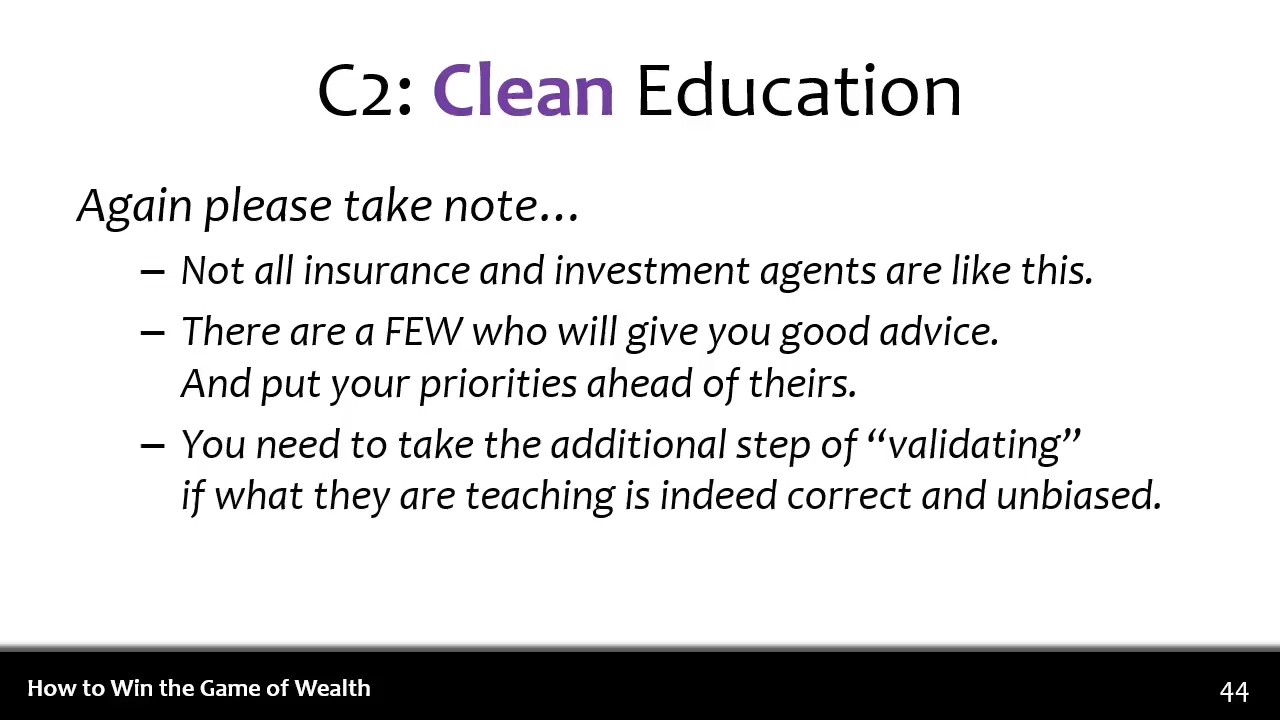 C2: Clean Education
Again please take note…
– Not all insurance and investment agents are like this.
– There are a FEW who will give you good advice.
And put your priorities ahead of theirs.
– You need to take the additional step of “validating”
if what they are teaching is indeed correct and unbiased.
How to Win the Game of Wealth
44